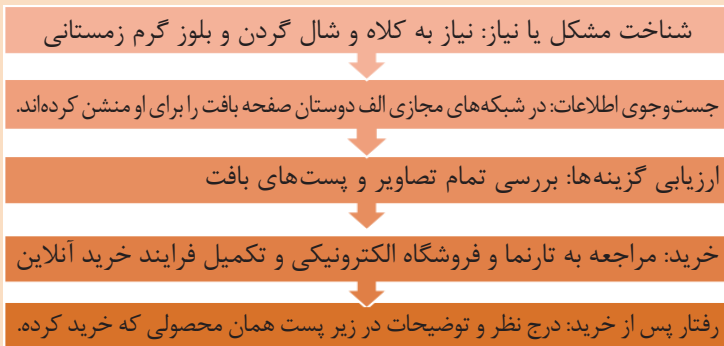 شناخت مشکل یا نیاز: نیاز به کلاه و شال گردن و بلوز گرم زمستانی
جست‌وجوی اطلاعات: در شبکه‌های مجازی الف دوستان صفحه بافت را برای او منشن کرده‌اند.
ارزیابی گزینه‌ها: بررسی تمام تصاویر و پست‌های بافت
خرید: مراجعه به تارنما و فروشگاه الکترونیکی و تکمیل فرایند خرید آنلاین
رفتار پس از خرید: درج نظر و توضیحات در زیر پست همان محصولی که خرید کرده.